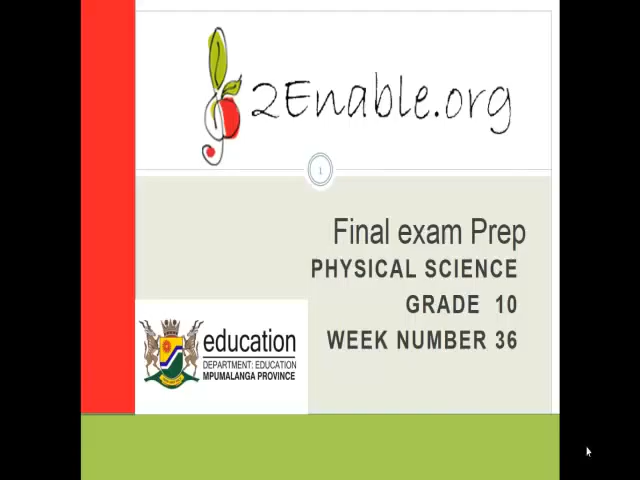 2Enable.org
1
Final exam Prep
PHYSICAL SCIENCE
GRADE 10
WEEK NUMBER 36
education
DEPARTMENT: EDUCATION
MPUMALANGA PROVINCE